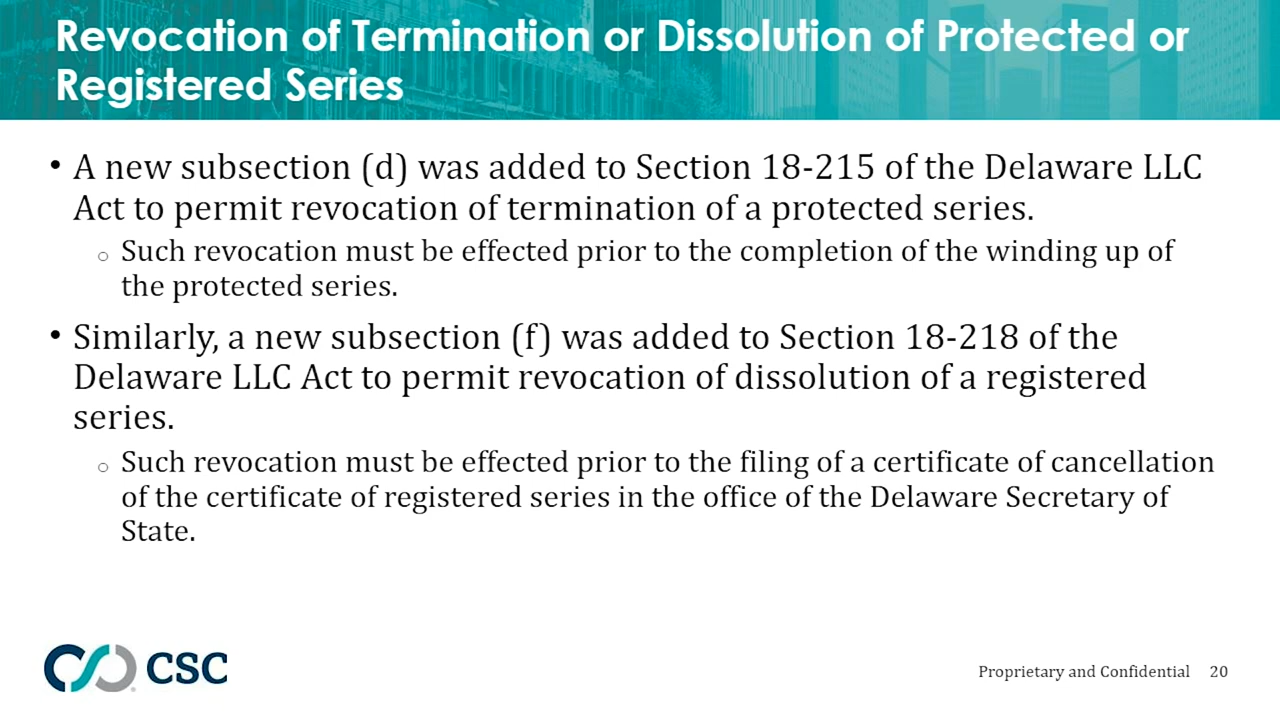 Revocation of Termination or Dissolution of Protected or
Registered Series
• A new subsection (d) was added to Section 18-215 of the Delaware LLC
Act to permit revocation of termination of a protected series.
o Such revocation must be effected prior to the completion of the winding up of
the protected series.
• Similarly, a new subsection (f) was added to Section 18-218 of the
Delaware LLC Act to permit revocation of dissolution of a registered
series.
o Such revocation must be effected prior to the filing of a certificate of cancellation
of the certificate of registered series in the office of the Delaware Secretary of
State.
CSC
Proprietary and Confidential 20